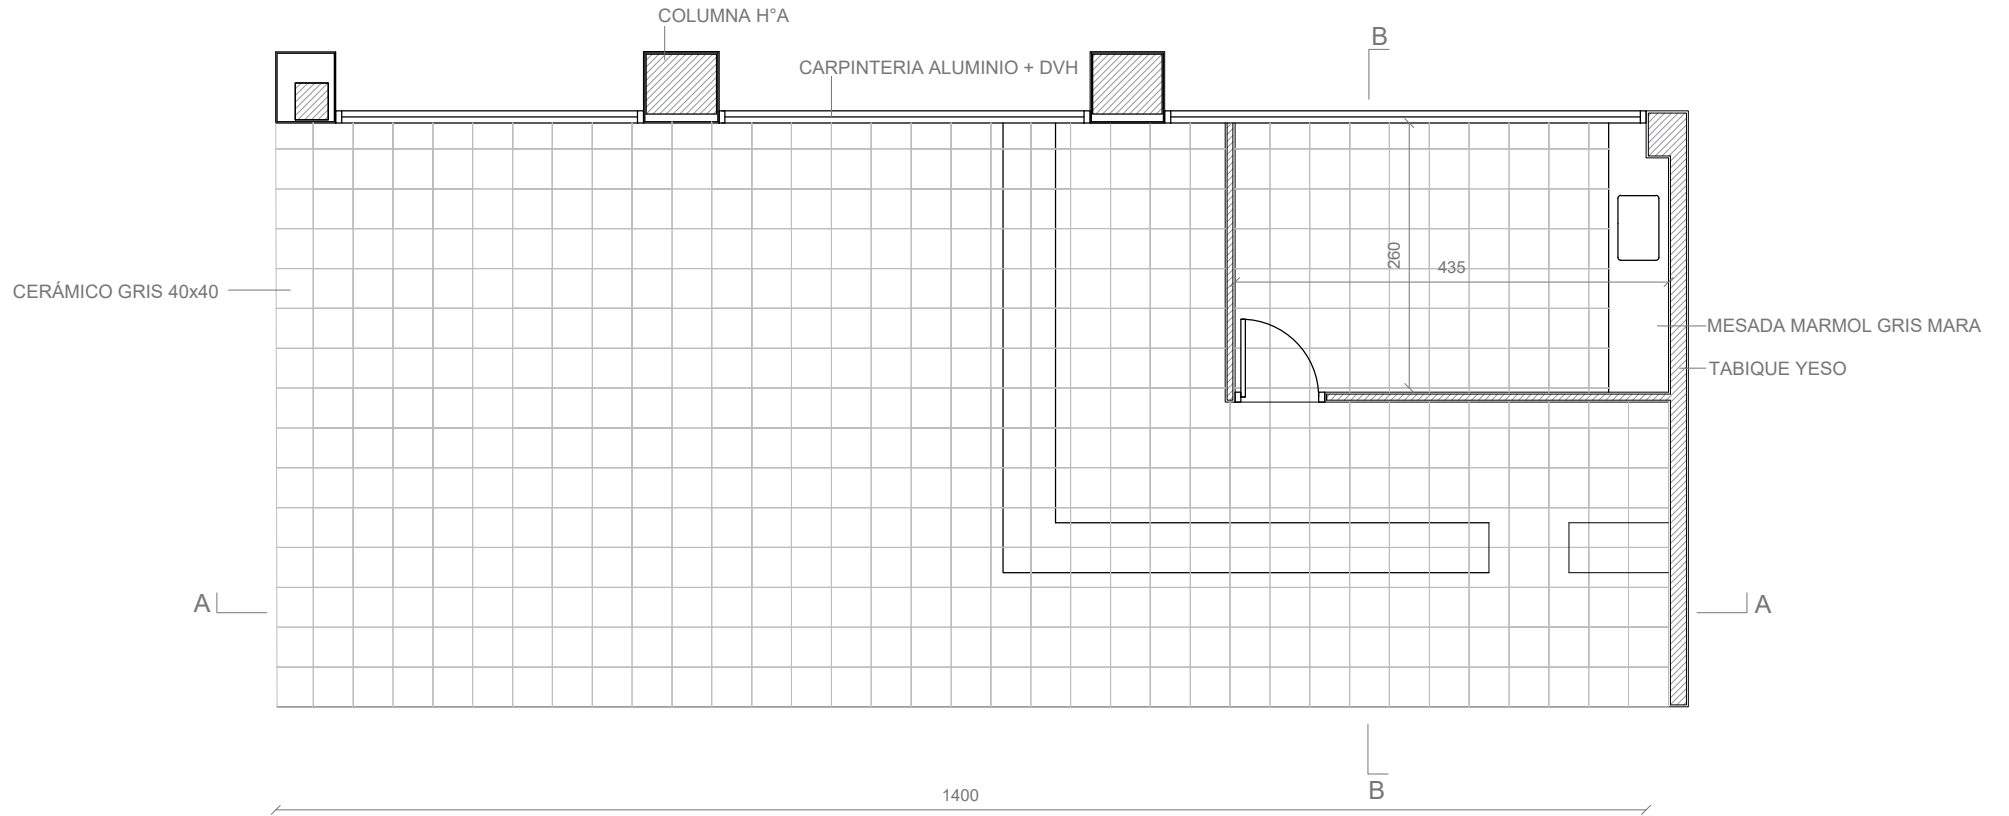 COLUMNA H°A
B
CARPINTERIA ALUMINIO + DVH
260
435
CERÁMICO GRIS 40x40
MESADA MARMOL GRIS MARA
TABIQUE YESO
A
A
B
1400